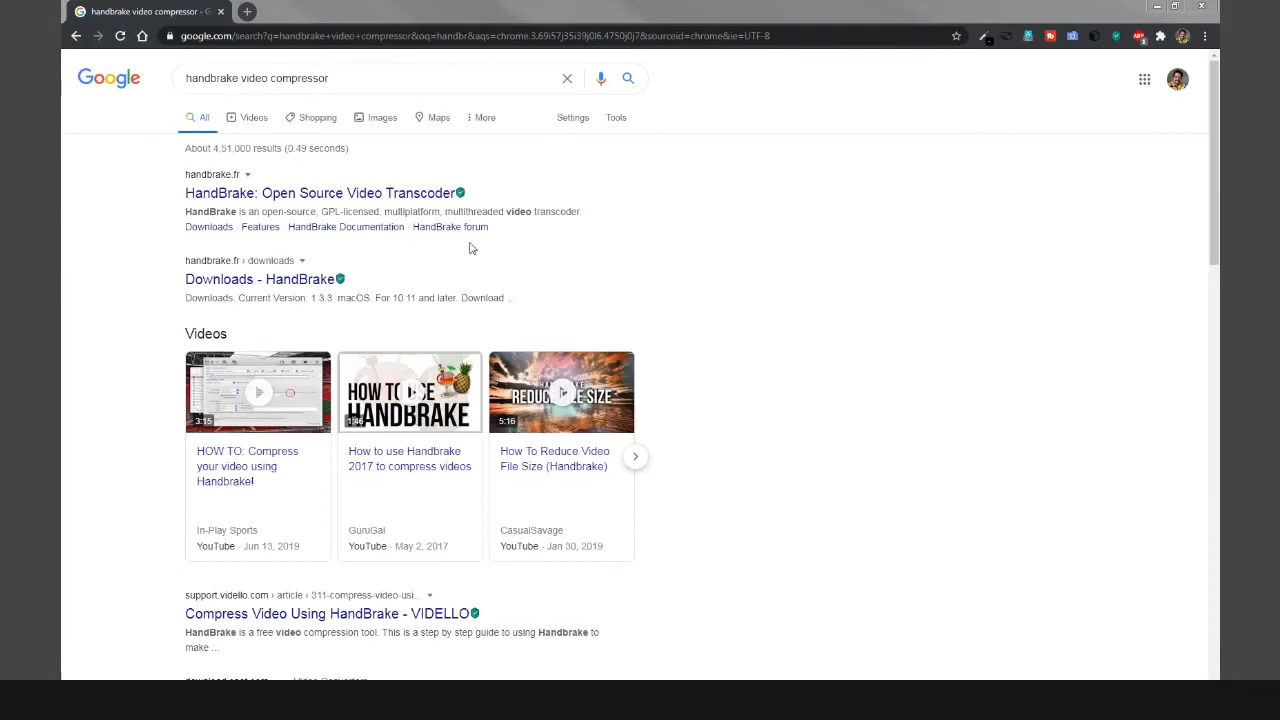 handbrake video compressor - G
google.com/search?q=handbrake+video+compressor&oq=handbr&aqs=chrome.3.69i57j35i39j0l6.4750j0j7&sourceid=chrome&ie=UTF-8
Google
handbrake video compressor
All Videos Shopping Images Maps More Settings Tools
About 4,51,000 results (0.49 seconds)
handbrake.fr
HandBrake: Open Source Video Transcoder
HandBrake is an open-source, GPL-licensed, multiplatform, multithreaded video transcoder.
Downloads · Features · HandBrake Documentation · HandBrake forum
handbrake.fr › downloads
Downloads - HandBrake
Downloads. Current Version: 1.3.3 macOS. For 10.11 and later. Download ...
Videos
3:15
HOW TO USE
HANDBRAKE
1:46
HANDBRAKE
REDUCE FILE SIZE
5:16
HOW TO: Compress
your video using
Handbrake!
In-Play Sports
YouTube - Jun 13, 2019
How to use Handbrake
2017 to compress videos
GuruGal
YouTube - May 2, 2017
How To Reduce Video
File Size (Handbrake)
CasualSavage
YouTube - Jan 30, 2019
support.vidello.com › article › 311-compress-video-usi...
Compress Video Using HandBrake - VIDELLO
HandBrake is a free video compression tool. This is a step by step guide to using Handbrake to
make ...